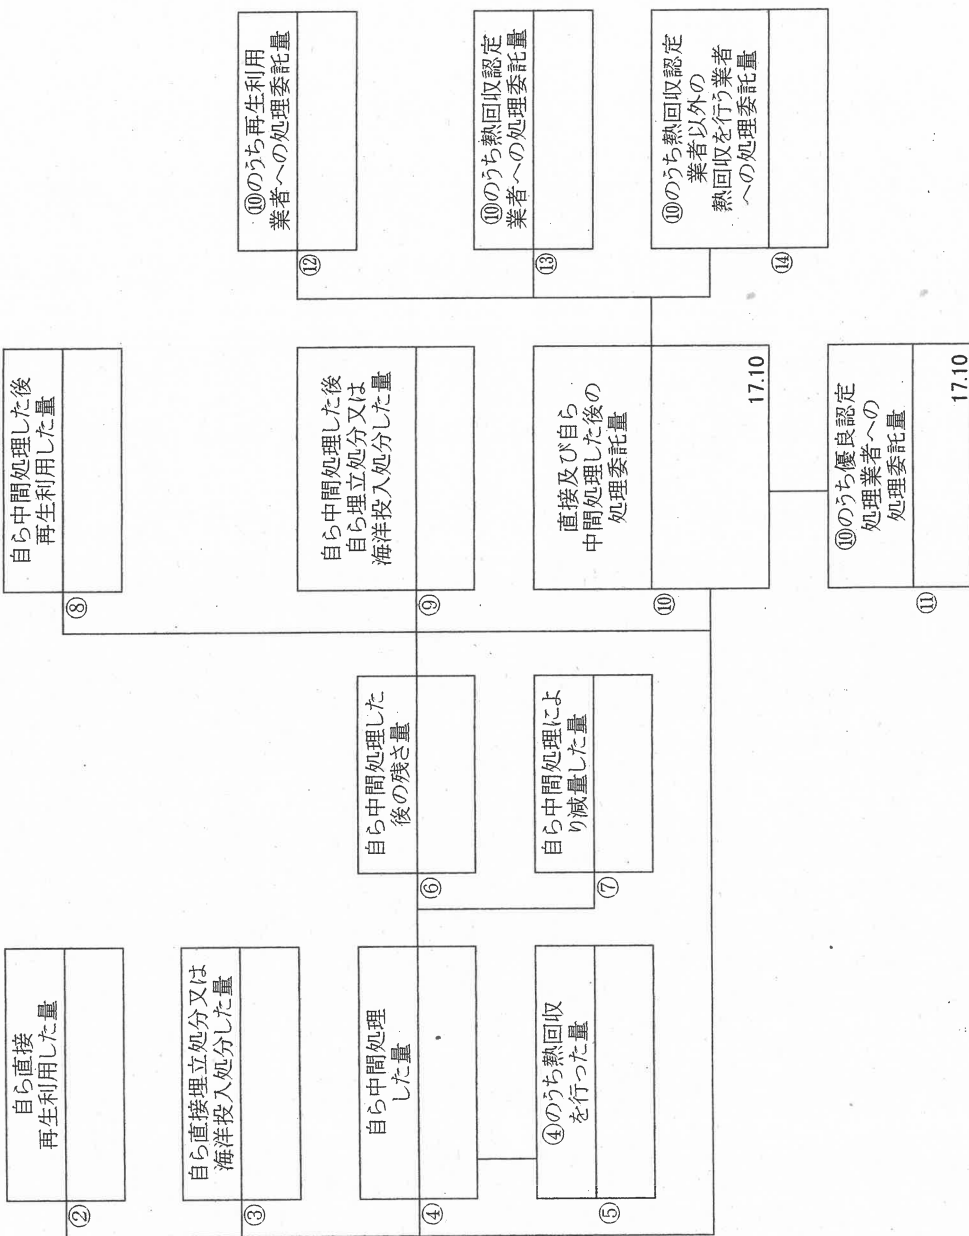 ②
自ら直接
再生利用した量
③
自ら直接埋立処分又は
海洋投入処分した量
④
自ら中間処理
した量
⑤
④のうち熱回収
を行った量
⑥
自ら中間処理した
後の残さ量
⑦
自ら中間処理によ
り減量した量
⑧
自ら中間処理した後
再生利用した量
⑨
自ら中間処理した後
自ら埋立処分又は
海洋投入処分した量
⑩
直接及び自ら
中間処理した後の
処理委託量
17.10
⑪
⑩のうち優良認定
処理業者への
処理委託量
17.10
⑫
⑩のうち再生利用
業者への処理委託量
⑬
⑩のうち熱回収認定
業者への処理委託量
⑭
⑩のうち熱回収認定
業者以外の
熱回収を行う業者
への処理委託量